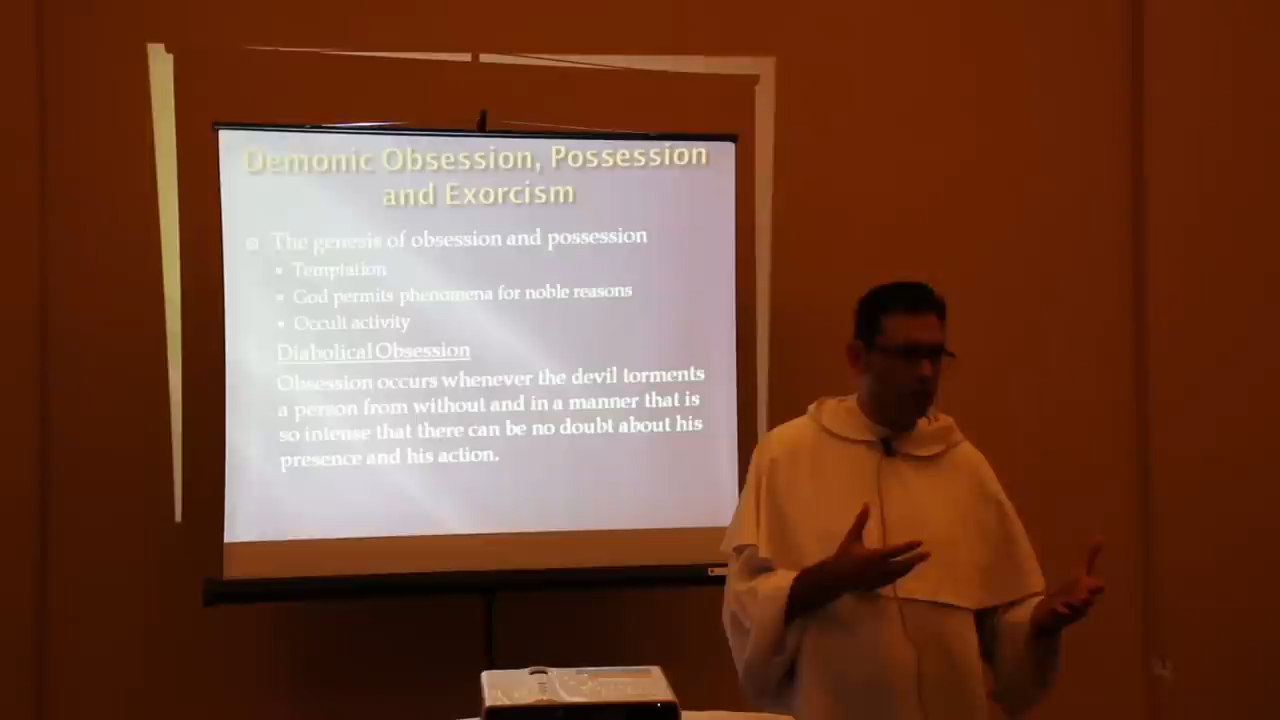 Demonic Obsession, Possession
and Exorcism
The genesis of obsession and possession
Temptation
God permits phenomena for noble reasons
Occult activity
Diabolical Obsession
Obsession occurs whenever the devil torments
a person from without and in a manner that is
so intense that there can be no doubt about his
presence and his action.